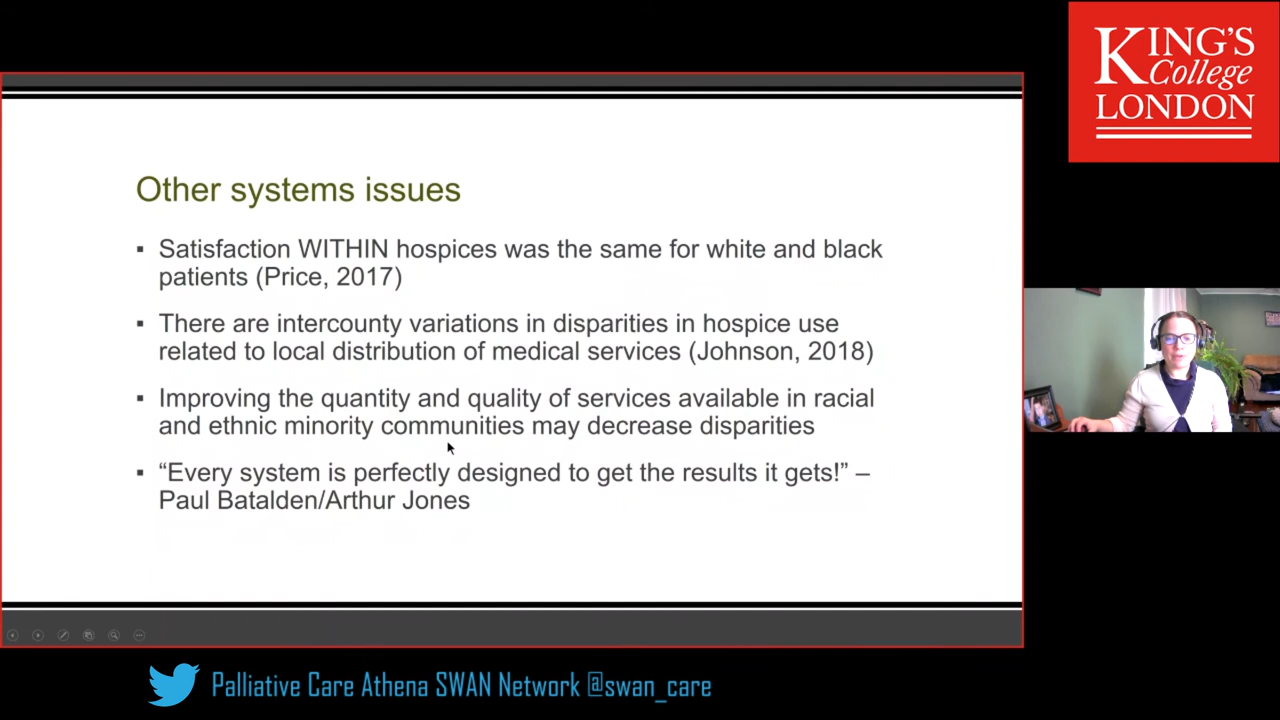 KING'S
College
LONDON
Other systems issues
▪ Satisfaction WITHIN hospices was the same for white and black
patients (Price, 2017)
▪ There are intercounty variations in disparities in hospice use
related to local distribution of medical services (Johnson, 2018)
▪ Improving the quantity and quality of services available in racial
and ethnic minority communities may decrease disparities
▪ “Every system is perfectly designed to get the results it gets!” –
Paul Batalden/Arthur Jones
Palliative Care Athena SWAN Network @swan_care